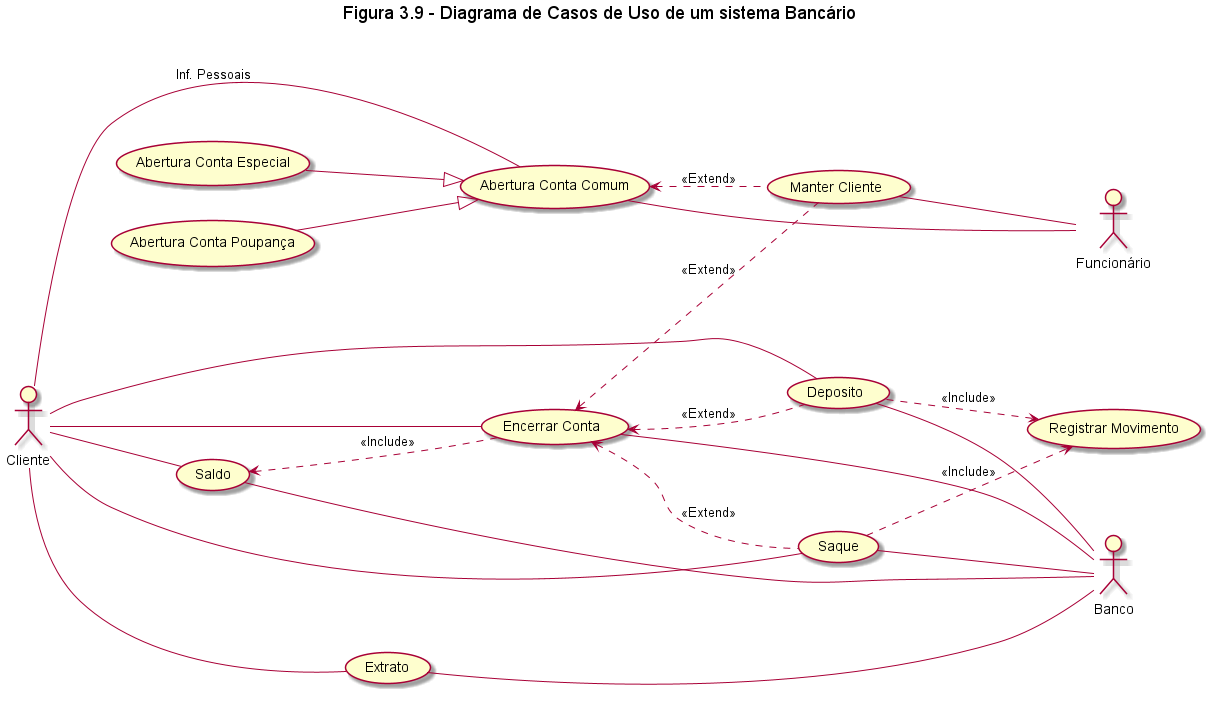 Figura 3.9 - Diagrama de Casos de Uso de um sistema Bancário
Inf. Pessoais
Abertura Conta Especial
Abertura Conta Comum
«Extend»
Manter Cliente
Abertura Conta Poupança
Funcionário
«Extend»
Cliente
Deposito
«Include»
Registrar Movimento
«Extend»
Encerrar Conta
«Include»
Saldo
«Include»
«Extend»
Saque
Banco
Extrato